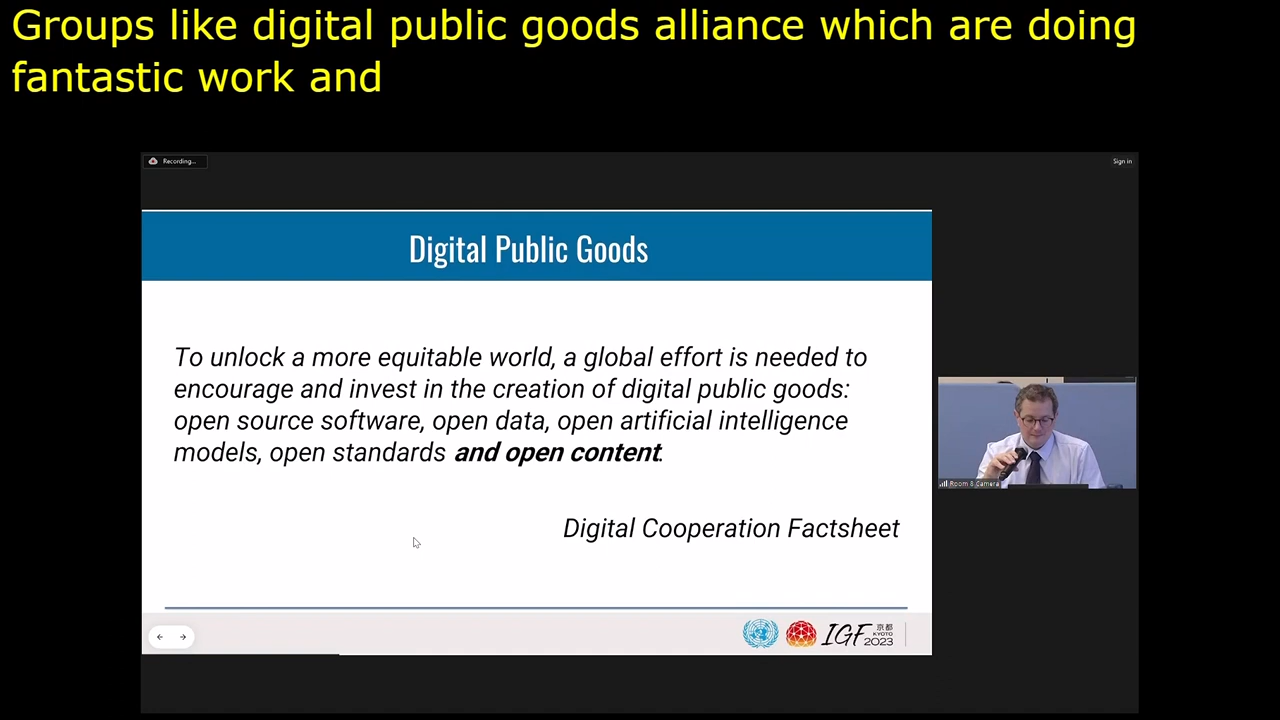 Groups like digital public goods alliance which are doing
fantastic work and
Recording...
Sign in
Digital Public Goods
To unlock a more equitable world, a global effort is needed to
encourage and invest in the creation of digital public goods:
open source software, open data, open artificial intelligence
models, open standards and open content.
Digital Cooperation Factsheet
Room 8 Camera
IGF 京都
KYOTO
2023